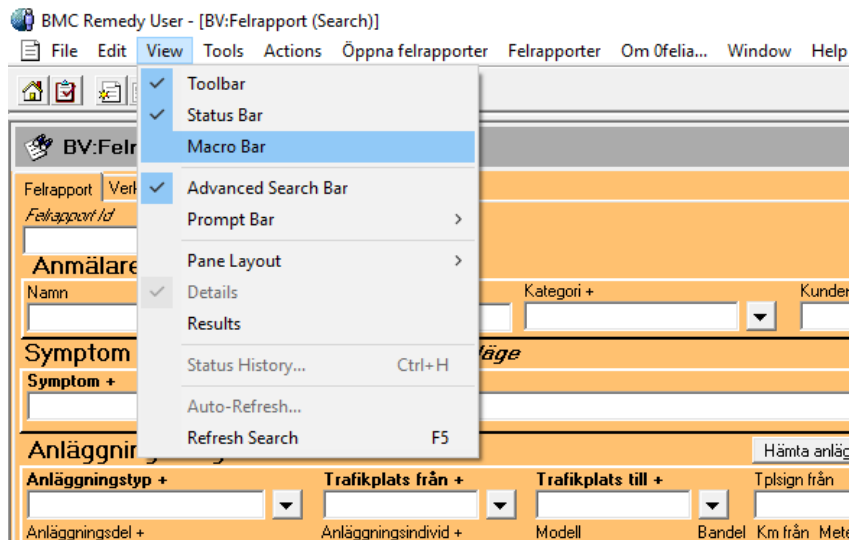 BMC Remedy User - [BV:Felrapport (Search)]
File Edit View Tools Actions Öppna felrapporter Felrapporter Om 0felia... Window Help
Toolbar
Status Bar
Macro Bar
Advanced Search Bar
Prompt Bar
Pane Layout
Details
Results
Status History... Ctrl+H
Auto-Refresh...
Refresh Search F5
Felrapport
Felrapport Id
Anmälare
Namn Kategori +
Symptom
Symptom +
Hämta
Anläggningstyp + Trafikplats från + Trafikplats till + Tplsign från
Anläggningsdel + Anläggningsindivid + Modell Bandel Km från